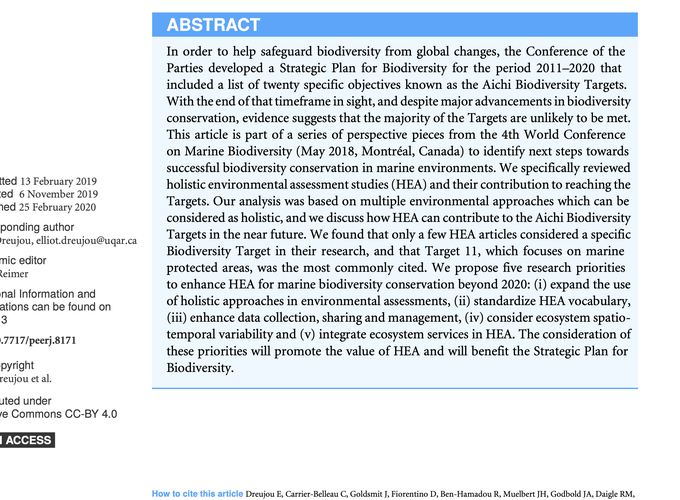 ABSTRACT
In order to help safeguard biodiversity from global changes, the Conference of the
Parties developed a Strategic Plan for Biodiversity for the period 2011–2020 that
included a list of twenty specific objectives known as the Aichi Biodiversity Targets.
With the end of that timeframe in sight, and despite major advancements in biodiversity
conservation, evidence suggests that the majority of the Targets are unlikely to be met.
This article is part of a series of perspective pieces from the 4th World Conference
on Marine Biodiversity (May 2018, Montréal, Canada) to identify next steps towards
successful biodiversity conservation in marine environments. We specifically reviewed
holistic environmental assessment studies (HEA) and their contribution to reaching the
Targets. Our analysis was based on multiple environmental approaches which can be
considered as holistic, and we discuss how HEA can contribute to the Aichi Biodiversity
Targets in the near future. We found that only a few HEA articles considered a specific
Biodiversity Target in their research, and that Target 11, which focuses on marine
protected areas, was the most commonly cited. We propose five research priorities
to enhance HEA for marine biodiversity conservation beyond 2020: (i) expand the use
of holistic approaches in environmental assessments, (ii) standardize HEA vocabulary,
(iii) enhance data collection, sharing and management, (iv) consider ecosystem spatio-
temporal variability and (v) integrate ecosystem services in HEA. The consideration of
these priorities will promote the value of HEA and will benefit the Strategic Plan for
Biodiversity.
tted 13 February 2019
ted 6 November 2019
hed 25 February 2020
ponding author
Dreujou, elliot.dreujou@uqar.ca
mic editor
Reimer
onal Information and
ations can be found on
3
0.7717/peerj.8171
pyright
reujou et al.
uted under
ve Commons CC-BY 4.0
ACCESS
How to cite this article Dreujou E, Carrier-Belleau C, Goldsmit J, Fiorentino D, Ben-Hamadou R, Muelbert JH, Godbold JA, Daigle RM,